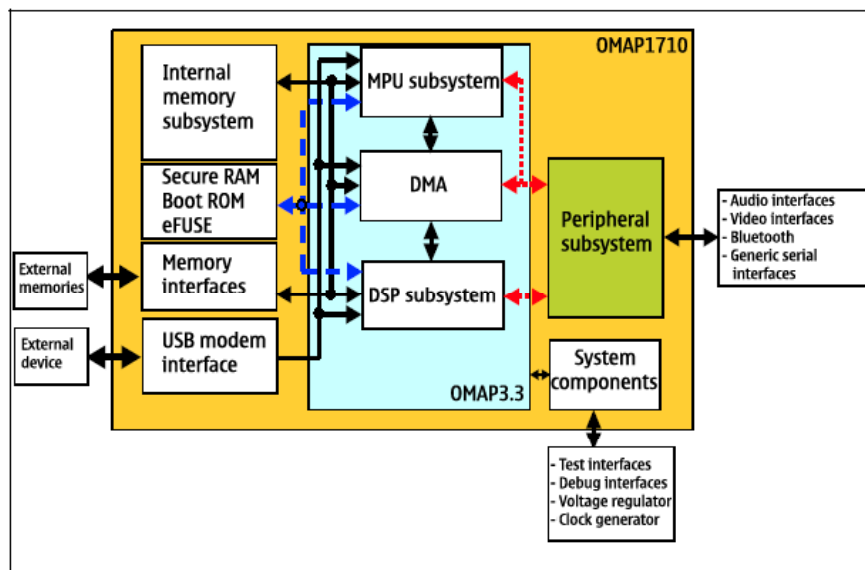 OMAP1710
Internal
memory
subsystem
MPU subsystem
Secure RAM
Boot ROM
eFUSE
DMA
Peripheral
subsystem
- Audio interfaces
- Video interfaces
- Bluetooth
- Generic serial
interfaces
External
memories
Memory
interfaces
DSP subsystem
External
device
USB modem
interface
System
components
OMAP3.3
- Test interfaces
- Debug interfaces
- Voltage regulator
- Clock generator